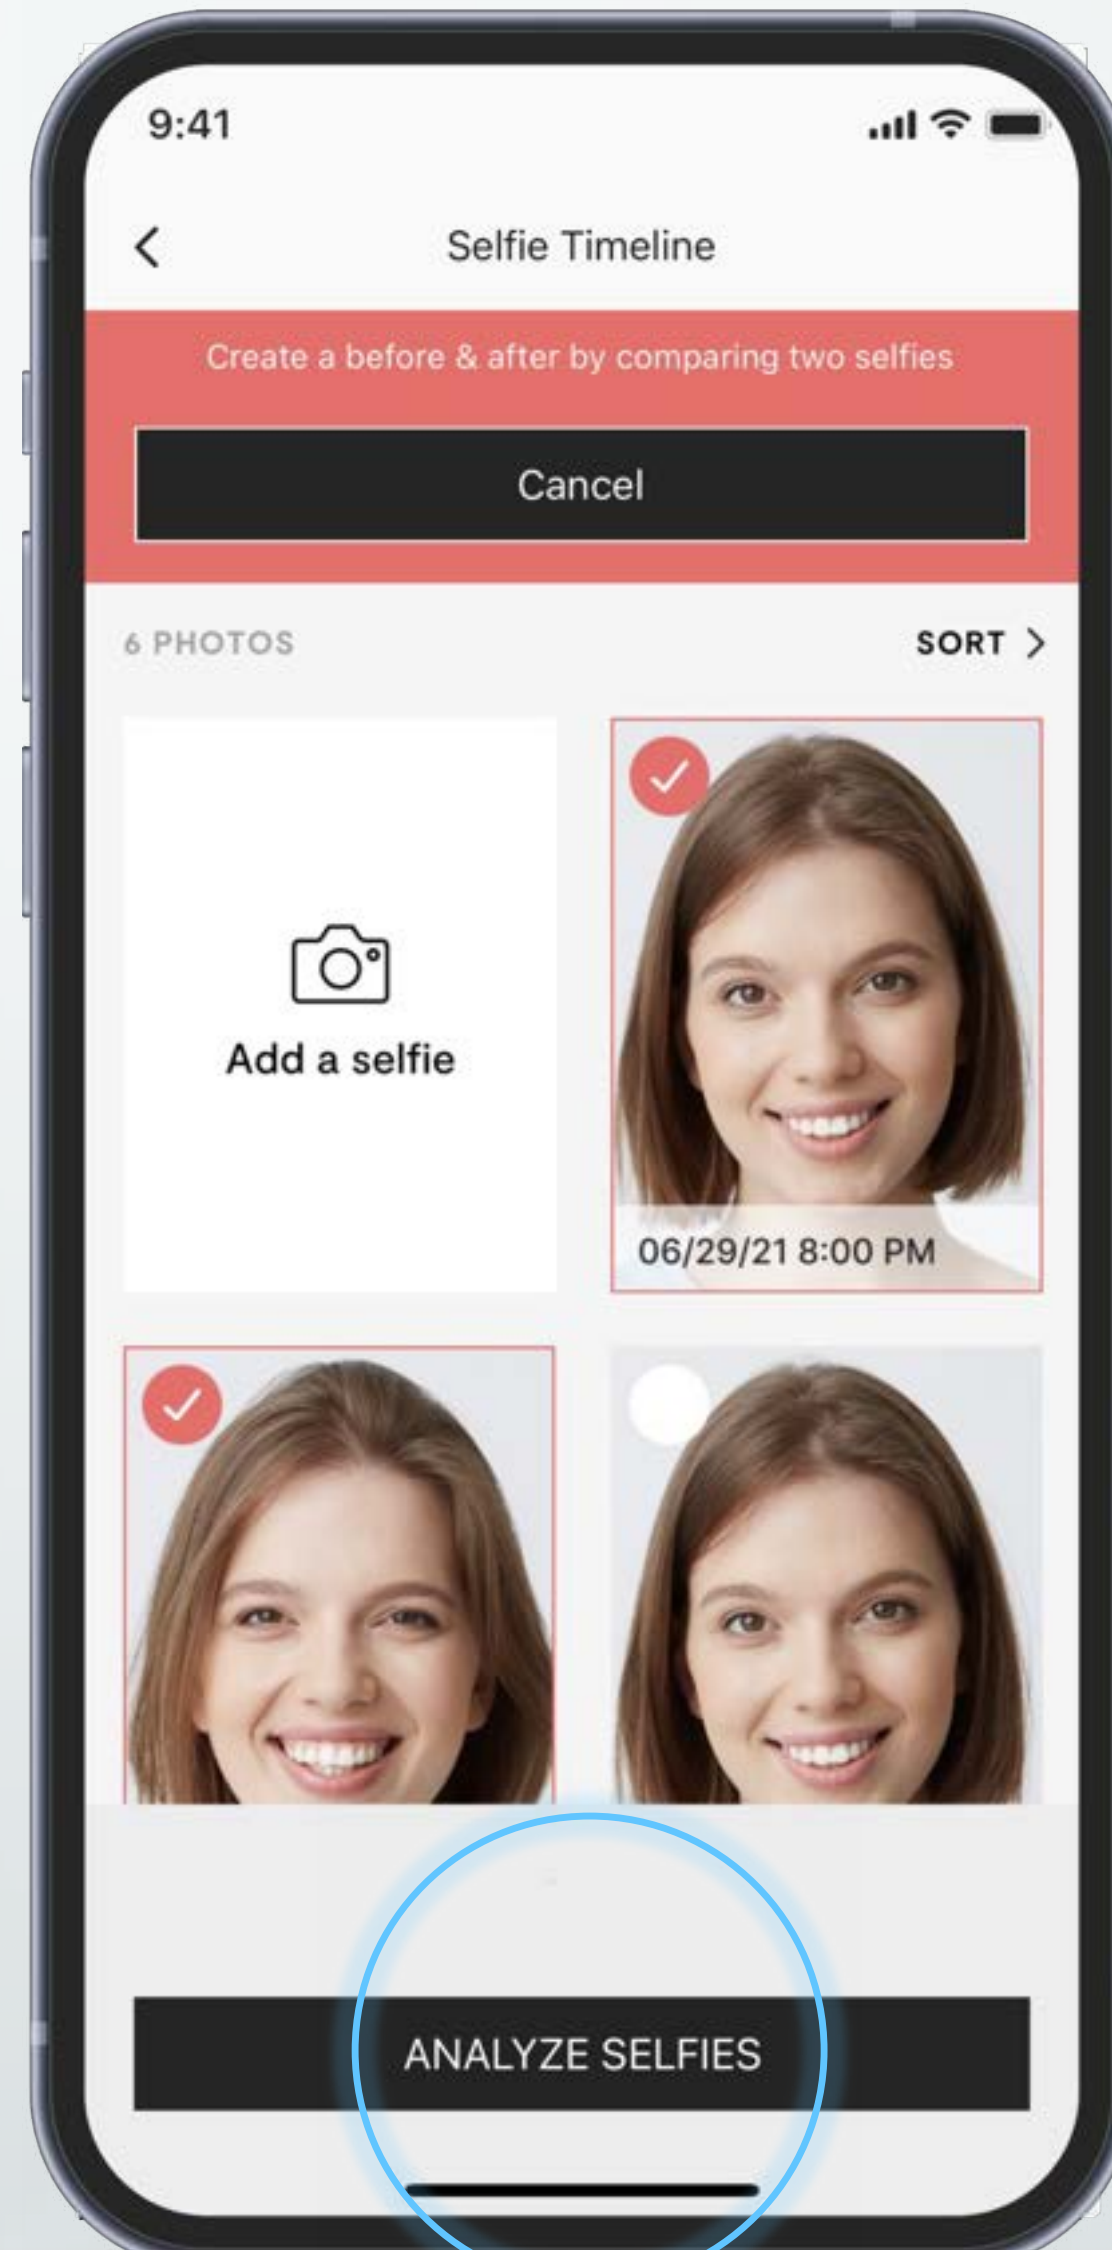 9:41
Selfie Timeline
Create a before & after by comparing two selfies
Cancel
6 PHOTOS
SORT
Add a selfie
06/29/21 8:00 PM
ANALYZE SELFIES